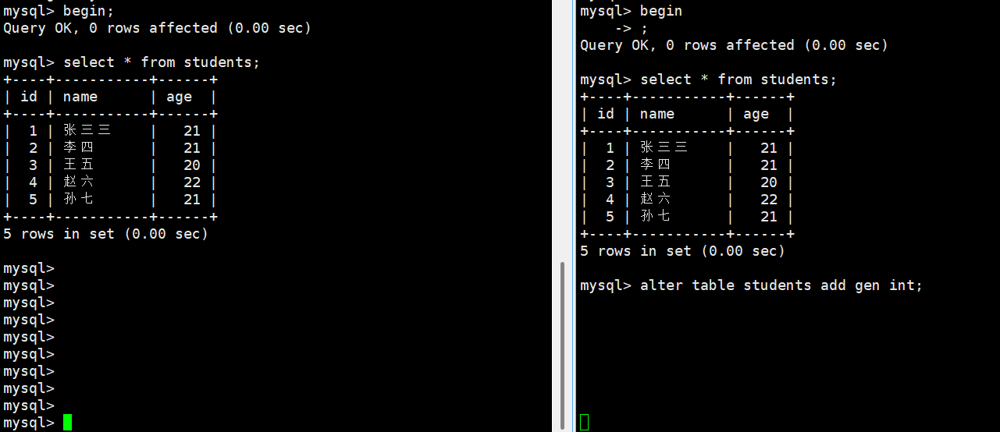 mysql> begin;
Query OK, 0 rows affected (0.00 sec)

mysql> select * from students;
+----+-----------+------+
| id | name      | age  |
+----+-----------+------+
|  1 | 张三三    |   21 |
|  2 | 李四      |   21 |
|  3 | 王五      |   20 |
|  4 | 赵六      |   22 |
|  5 | 孙七      |   21 |
+----+-----------+------+
5 rows in set (0.00 sec)

mysql>
mysql>
mysql>
mysql>
mysql>
mysql>
mysql>
mysql>
mysql>
mysql>
mysql> begin
    -> ;
Query OK, 0 rows affected (0.00 sec)

mysql> select * from students;
+----+-----------+------+
| id | name      | age  |
+----+-----------+------+
|  1 | 张三三    |   21 |
|  2 | 李四      |   21 |
|  3 | 王五      |   20 |
|  4 | 赵六      |   22 |
|  5 | 孙七      |   21 |
+----+-----------+------+
5 rows in set (0.00 sec)

mysql> alter table students add gen int;